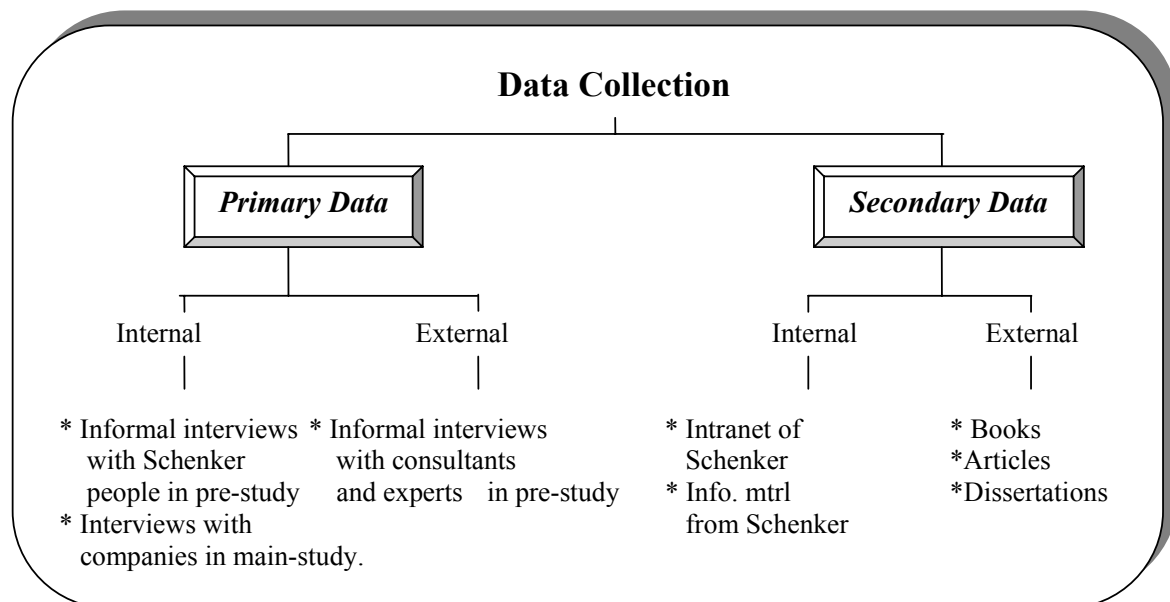 Data Collection
Primary Data
Secondary Data
Internal
External
Internal
External
* Informal interviews
with Schenker
people in pre-study
* Interviews with
companies in main-study.
* Informal interviews
with consultants
and experts in pre-study
* Intranet of
Schenker
* Info. mtrl
from Schenker
* Books
*Articles
*Dissertations